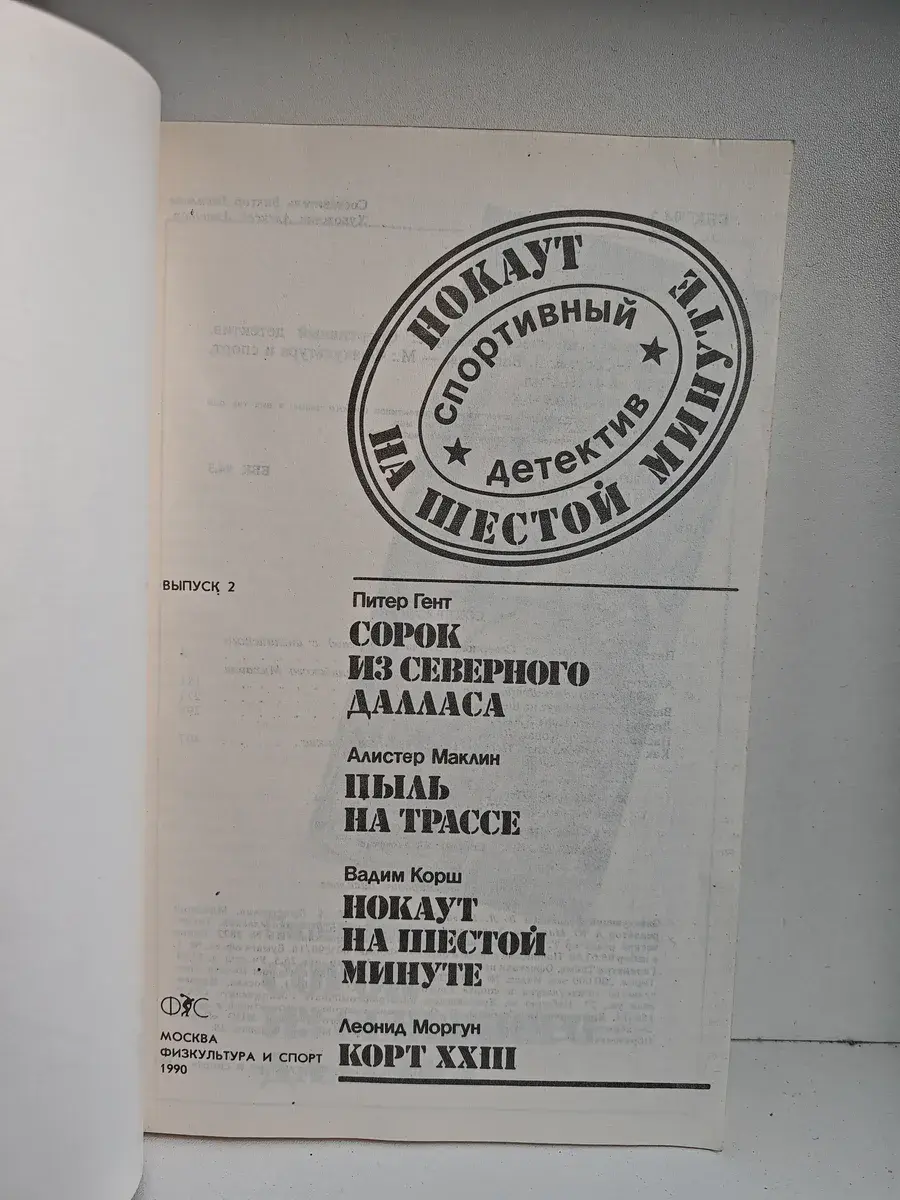 НОКАУТ
НА ШЕСТОЙ МИНУТЕ
СПОРТИВНЫЙ
детектив
ВЫПУСК 2
Питер Гент
СОРОК
ИЗ СЕВЕРНОГО
ДАЛЛАСА
Алистер Маклин
ПЫЛЬ
НА ТРАССЕ
Вадим Корш
НОКАУТ
НА ШЕСТОЙ
МИНУТЕ
Леонид Моргун
КОРТ XXIII
ФиС
МОСКВА
ФИЗКУЛЬТУРА И СПОРТ
1990